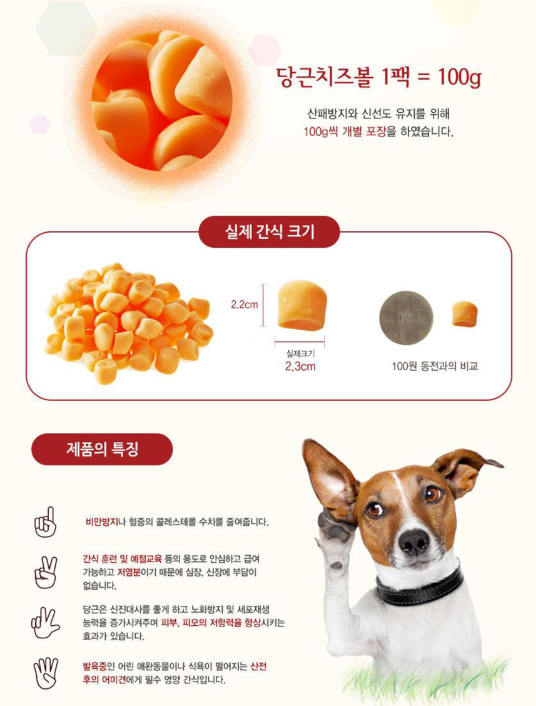 당근치즈볼 1팩 = 100g
산패방지와 신선도 유지를 위해
100g씩 개별 포장을 하였습니다.
실제 간식 크기
2.2cm
실제크기
2.3cm
100원 동전과의 비교
제품의 특징
비만방지나 혈중의 콜레스테롤 수치를 줄여줍니다.
간식 훈련 및 예절교육 등의 용도로 안심하고 급여
가능하고 저염분이기 때문에 심장, 신장에 부담이
없습니다.
당근은 신진대사를 좋게 하고 노화방지 및 세포재생
능력을 증가시켜주며 피부, 피모의 저항력을 향상시키는
효과가 있습니다.
발육중인 어린 애완동물이나 식욕이 떨어지는 산전
후의 어미견에게 필수 영양 간식입니다.